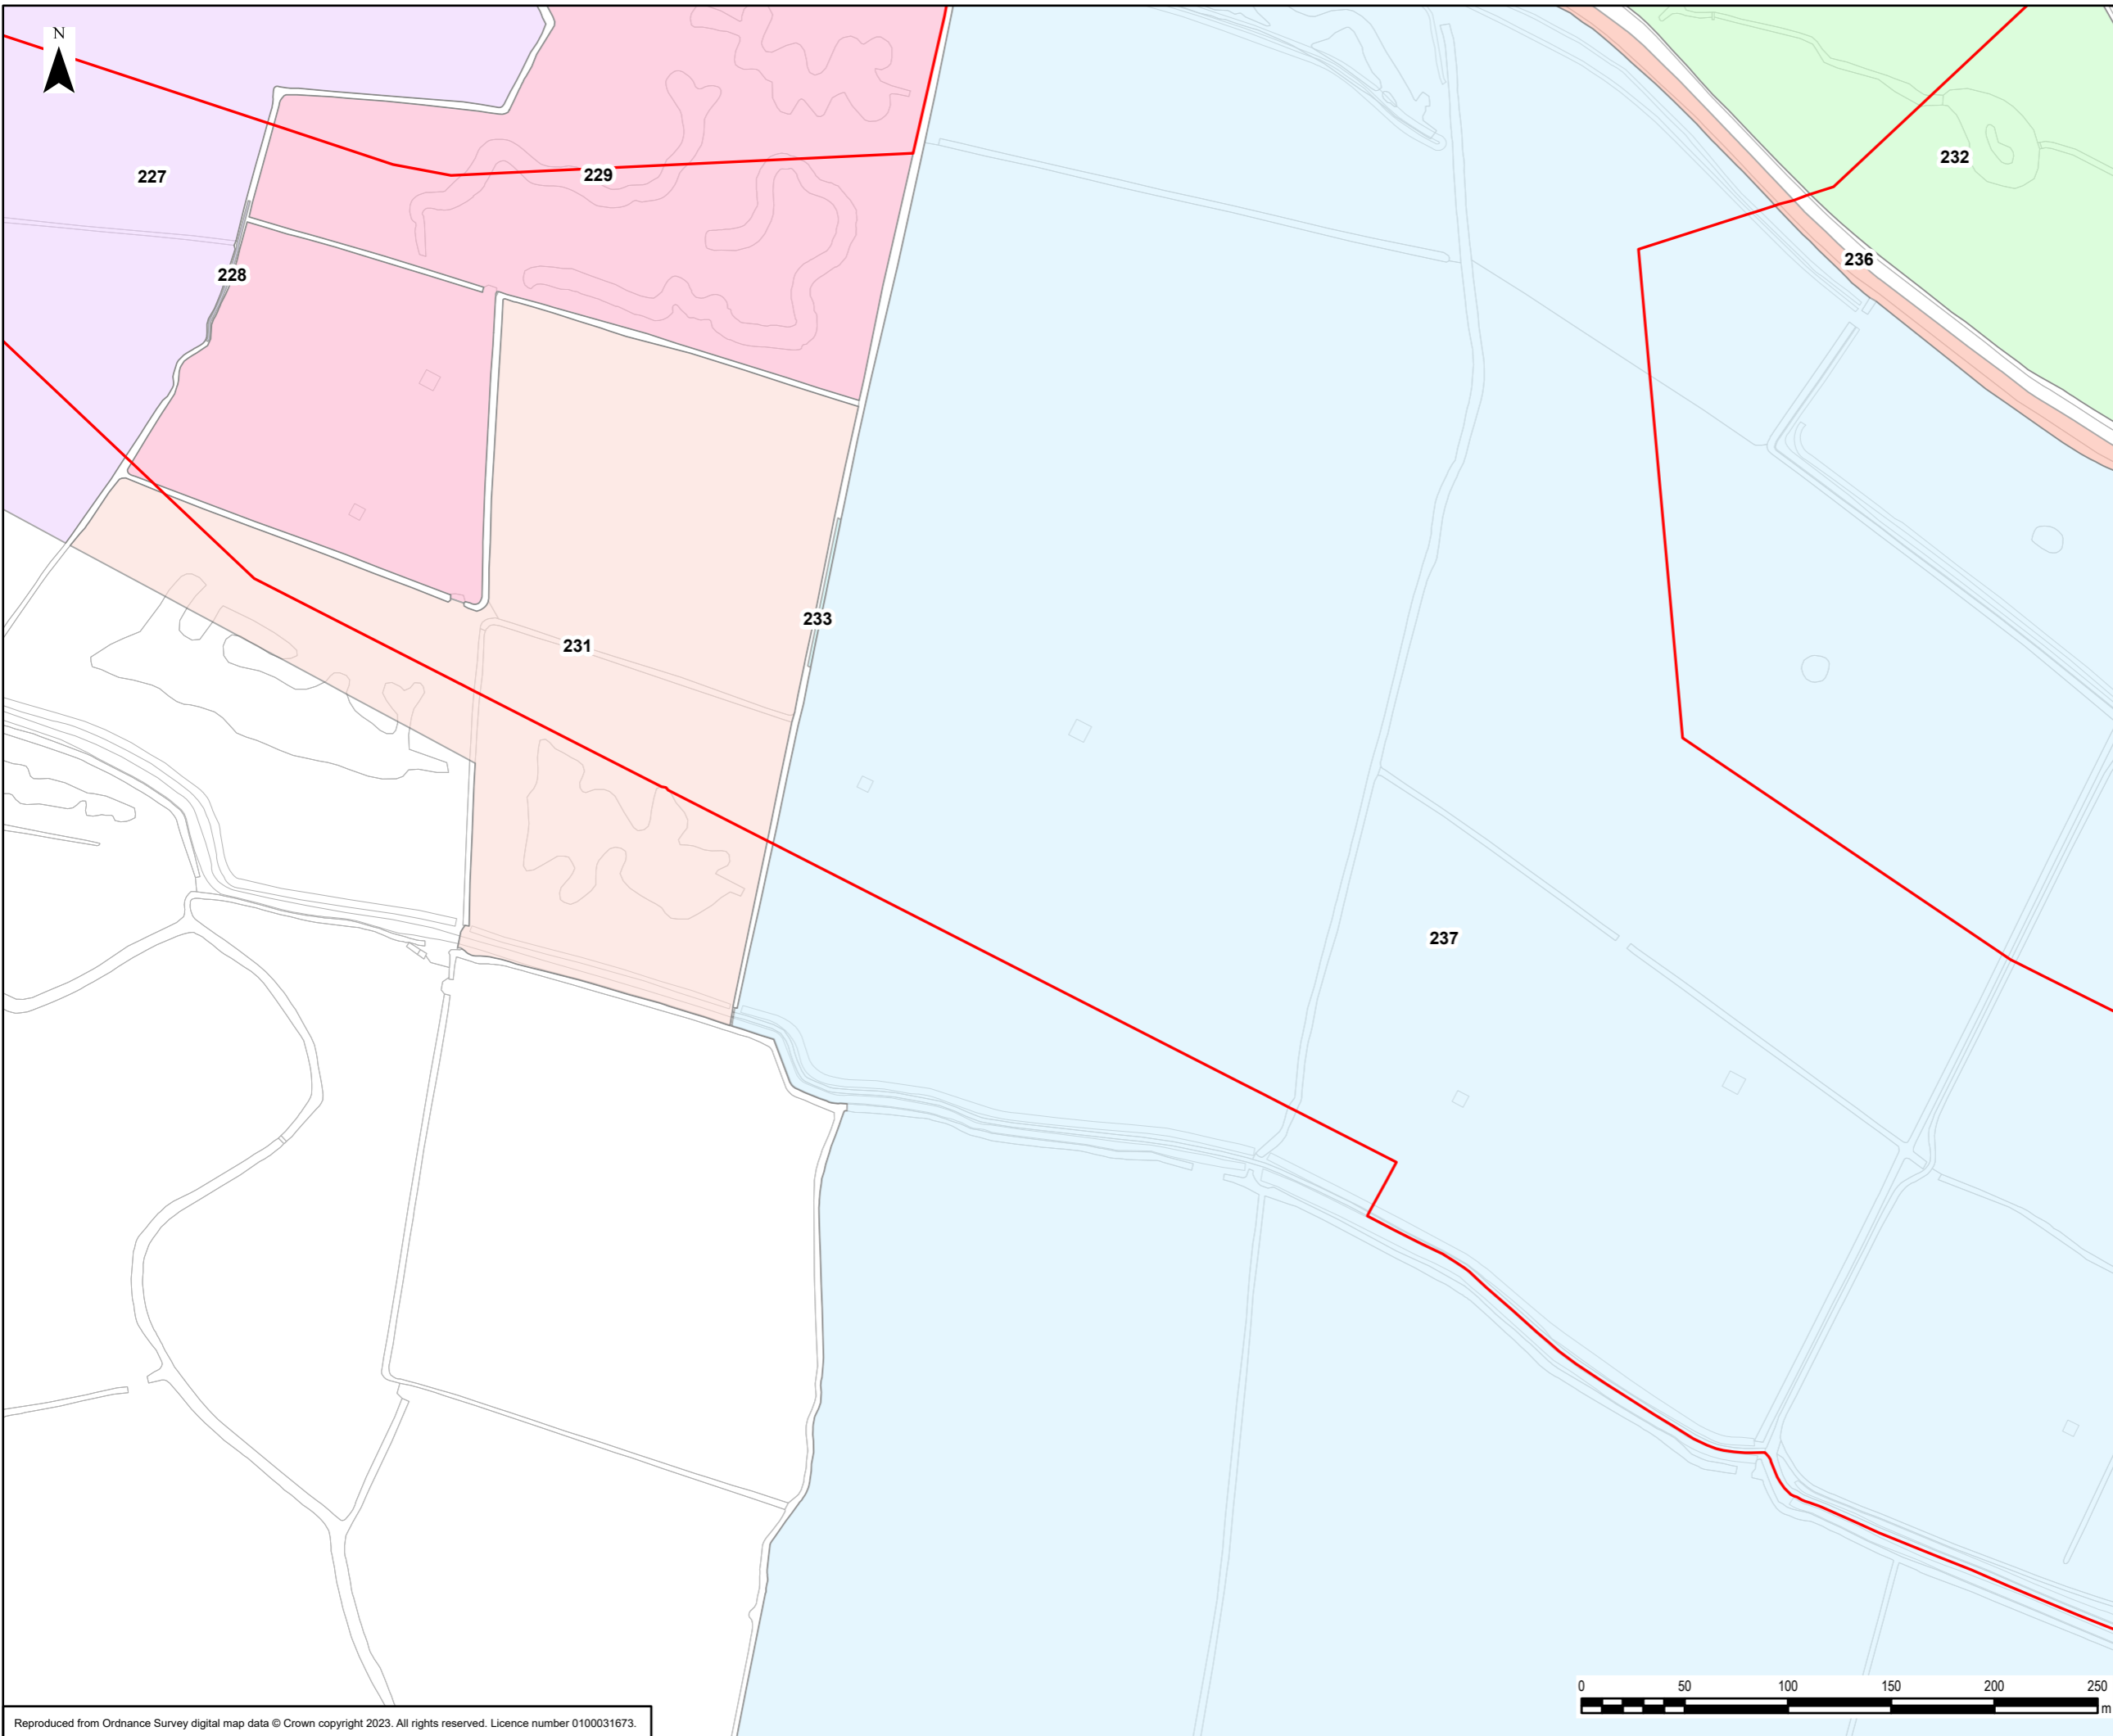 N
232
227
229
236
228
233
231
237
0 50 100 150 200 250
m
Reproduced from Ordnance Survey digital map data © Crown copyright 2023. All rights reserved. Licence number 0100031673.